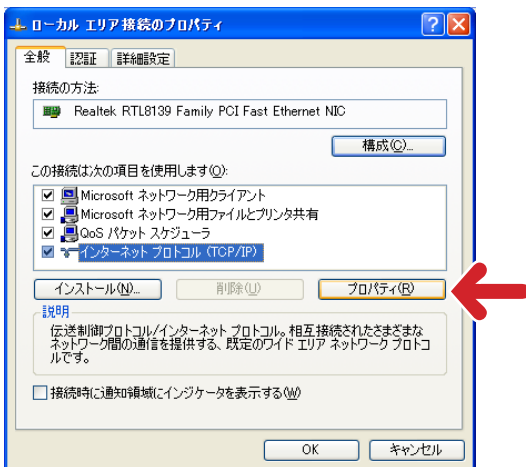 ローカル エリア接続のプロパティ
全般 認証 詳細設定
接続の方法:
Realtek RTL8139 Family PCI Fast Ethernet NIC
構成(C)...
この接続は次の項目を使用します(O):
Microsoft ネットワーク用クライアント
Microsoft ネットワーク用ファイルとプリンタ共有
QoS パケット スケジューラ
インターネット プロトコル (TCP/IP)
インストール(N)... 削除(U) プロパティ(R)
説明
伝送制御プロトコル/インターネット プロトコル。相互接続されたさまざまな
ネットワーク間の通信を提供する、既定のワイド エリア ネットワーク プロトコ
ルです。
接続時に通知領域にインジケータを表示する(W)
OK キャンセル